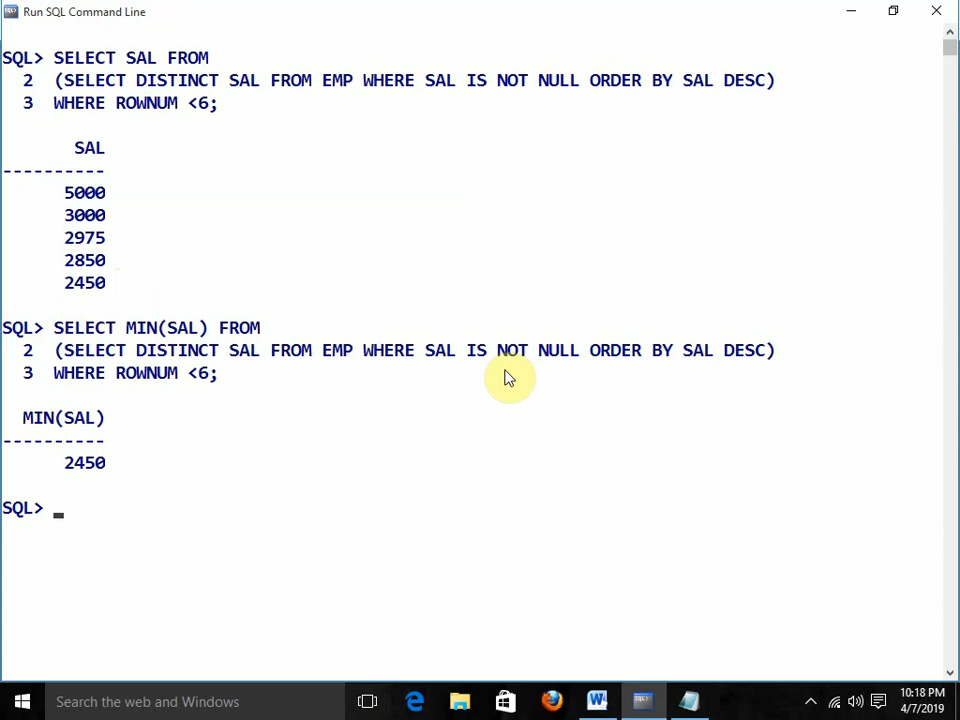 Run SQL Command Line
SQL> SELECT SAL FROM
2 (SELECT DISTINCT SAL FROM EMP WHERE SAL IS NOT NULL ORDER BY SAL DESC)
3 WHERE ROWNUM <6;
SAL
----------
5000
3000
2975
2850
2450
SQL> SELECT MIN(SAL) FROM
2 (SELECT DISTINCT SAL FROM EMP WHERE SAL IS NOT NULL ORDER BY SAL DESC)
3 WHERE ROWNUM <6;
MIN(SAL)
----------
2450
SQL>
Search the web and Windows
10:18 PM
4/7/2019